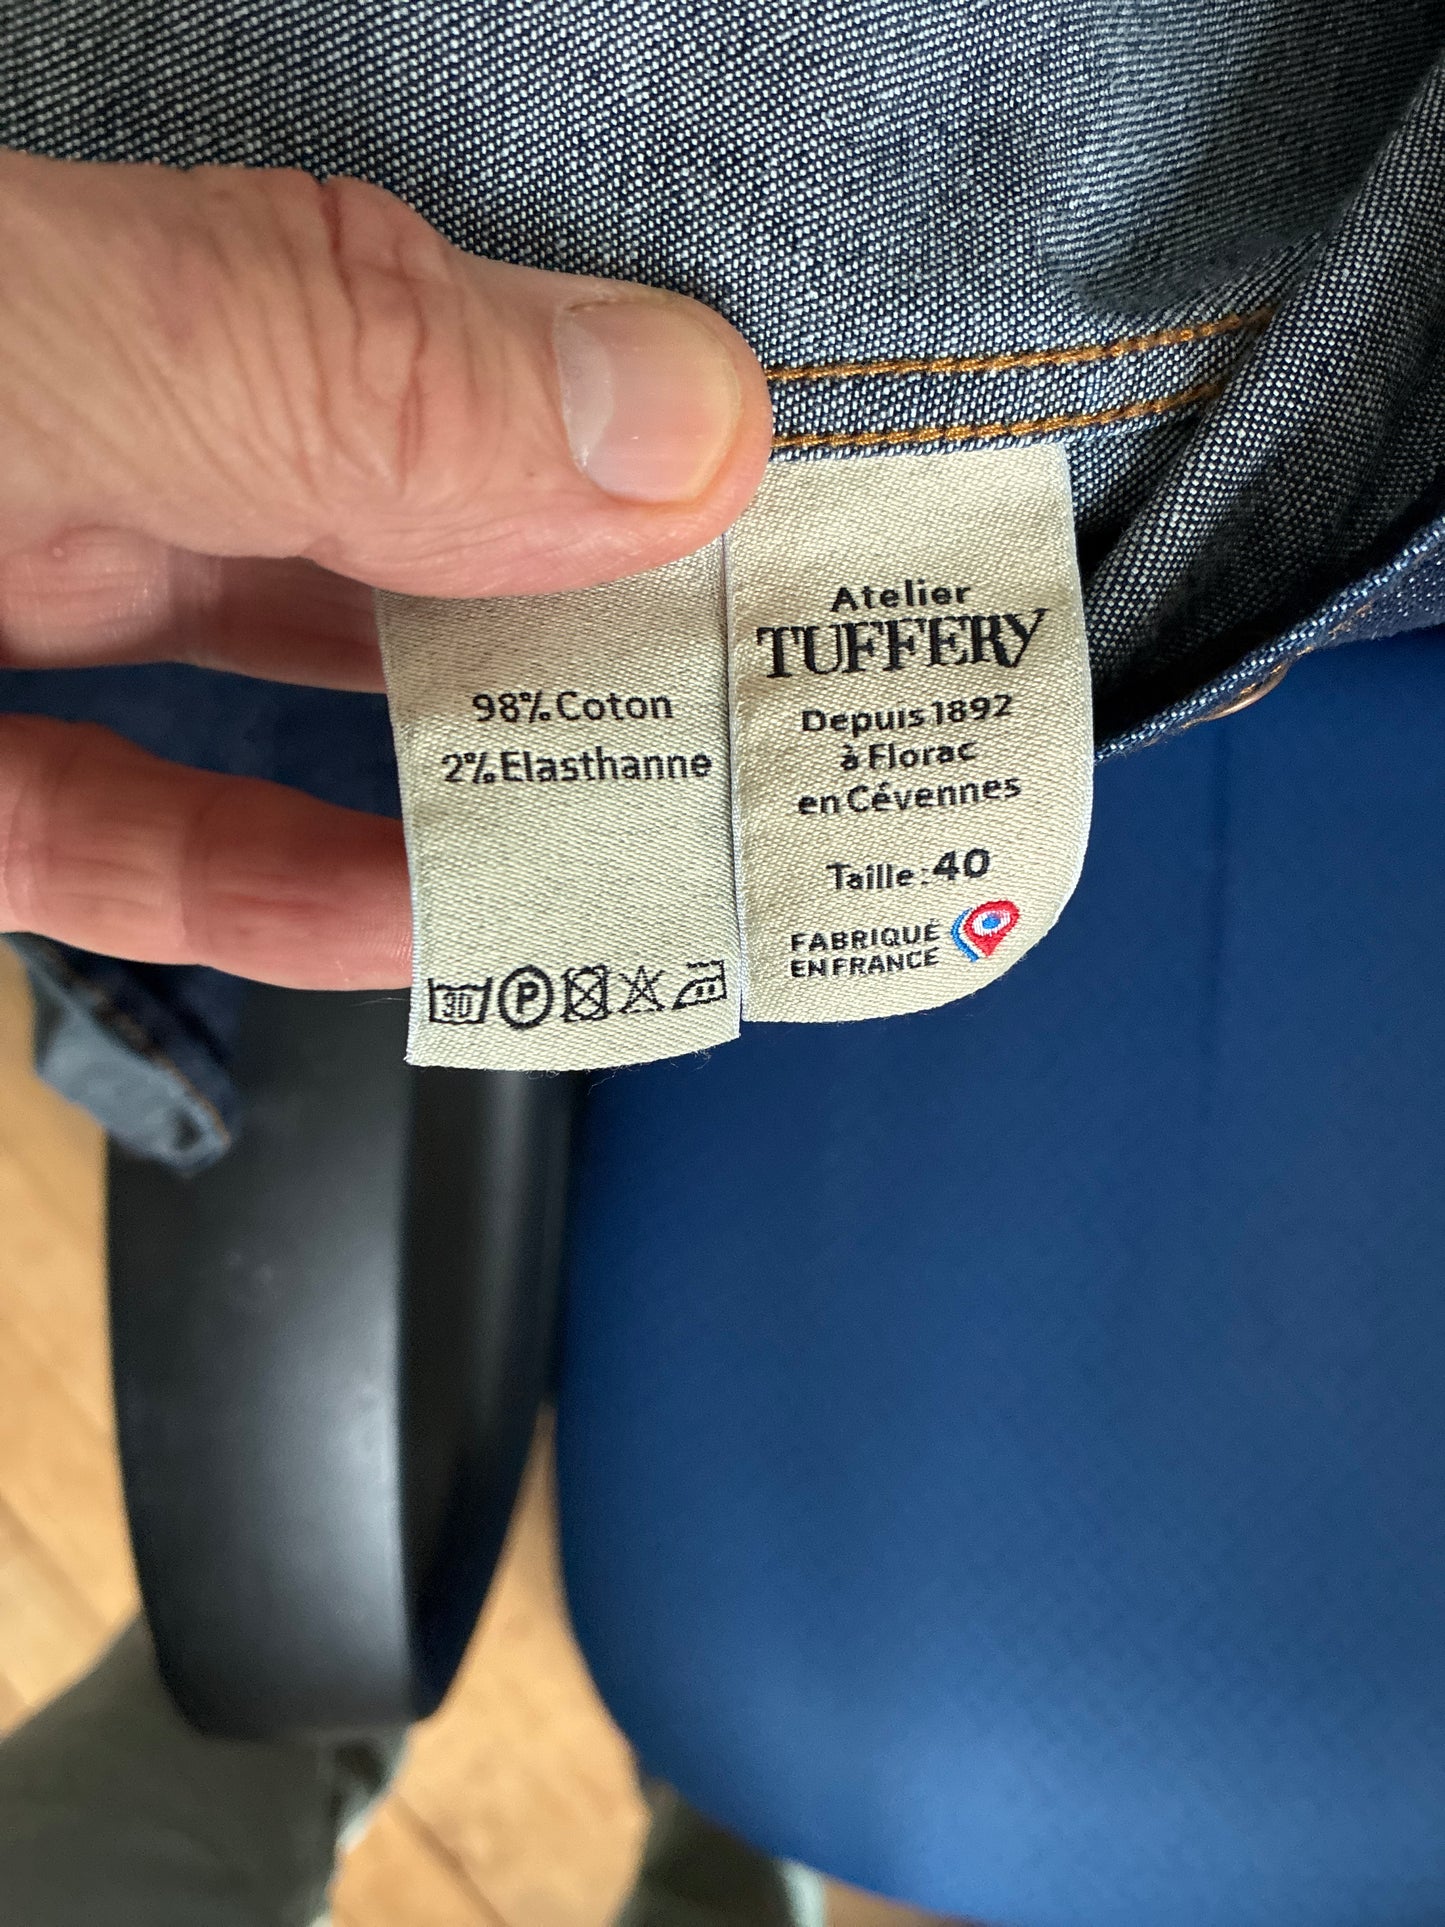 98% Coton
2% Elasthanne
30 P
Atelier
TUFFERY
Depuis 1892
à Florac
en Cévennes
Taille : 40
FABRIQUÉ
EN FRANCE